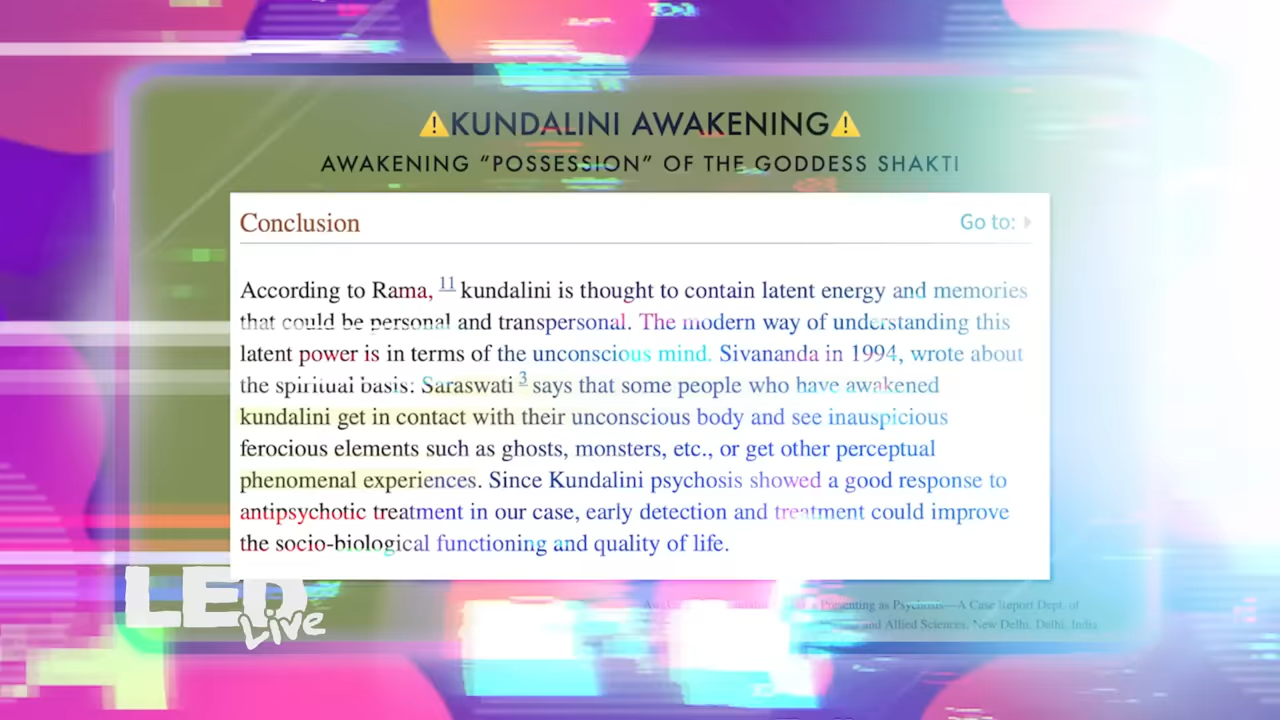 ⚠KUNDALINI AWAKENING⚠
AWAKENING “POSSESSION” OF THE GODDESS SHAKTI
Conclusion
Go to:
According to Rama, 11 kundalini is thought to contain latent energy and memories
that could be personal and transpersonal. The modern way of understanding this
latent power is in terms of the unconscious mind. Sivananda in 1994, wrote about
the spiritual basis: Saraswati 3 says that some people who have awakened
kundalini get in contact with their unconscious body and see inauspicious
ferocious elements such as ghosts, monsters, etc., or get other perceptual
phenomenal experiences. Since Kundalini psychosis showed a good response to
antipsychotic treatment in our case, early detection and treatment could improve
the socio-biological functioning and quality of life.
LED
Live
Presenting as Psychosis—A Case Report Dept. of
and Allied Sciences, New Delhi, Delhi, India